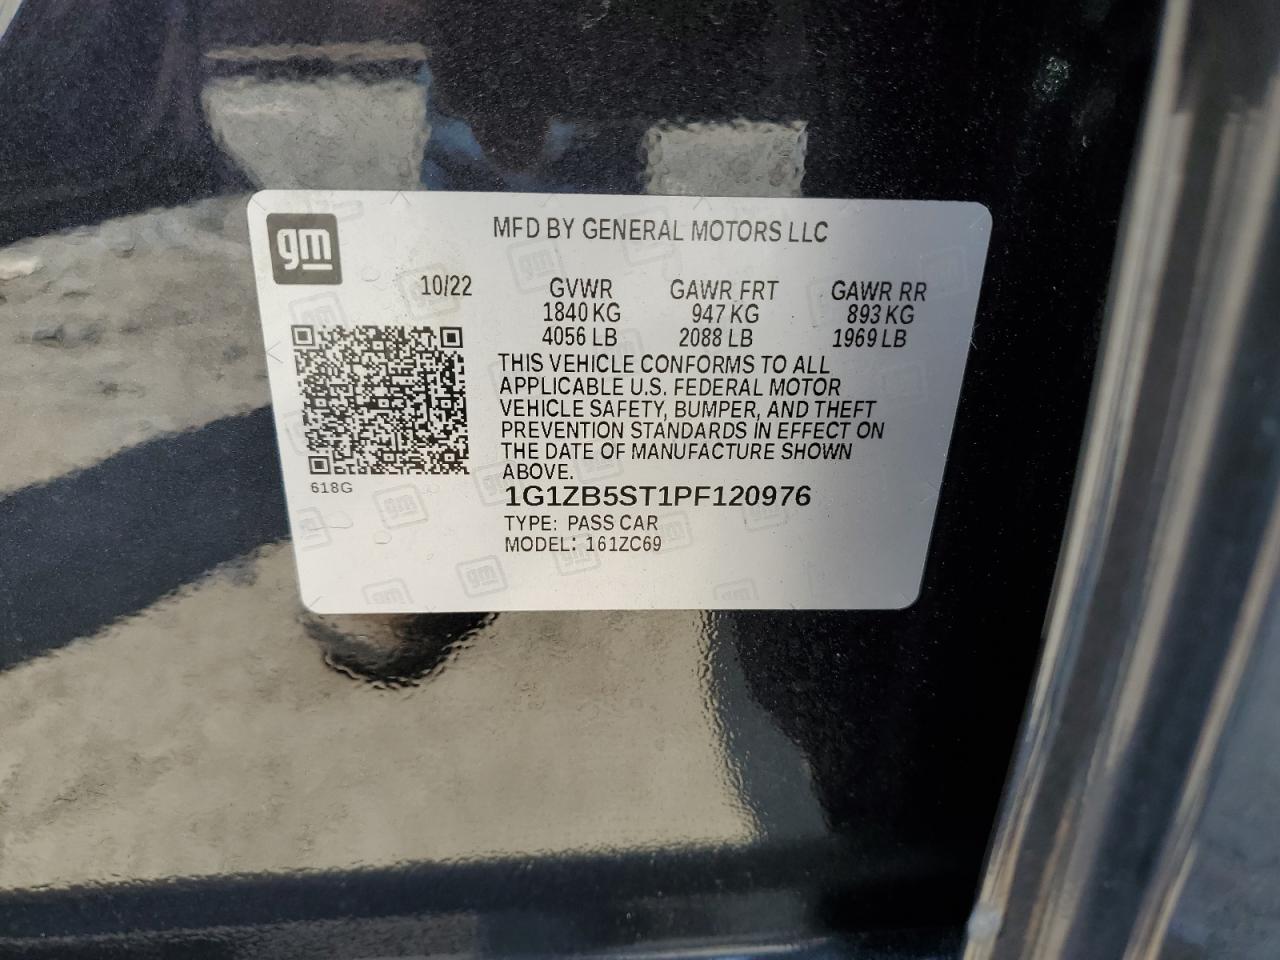 gm
MFD BY GENERAL MOTORS LLC
10/22 GVWR GAWR FRT GAWR RR
1840 KG 947 KG 893 KG
4056 LB 2088 LB 1969 LB
THIS VEHICLE CONFORMS TO ALL
APPLICABLE U.S. FEDERAL MOTOR
VEHICLE SAFETY, BUMPER, AND THEFT
PREVENTION STANDARDS IN EFFECT ON
THE DATE OF MANUFACTURE SHOWN
ABOVE.
618G
1G1ZB5ST1PF120976
TYPE: PASS CAR
MODEL: 161ZC69